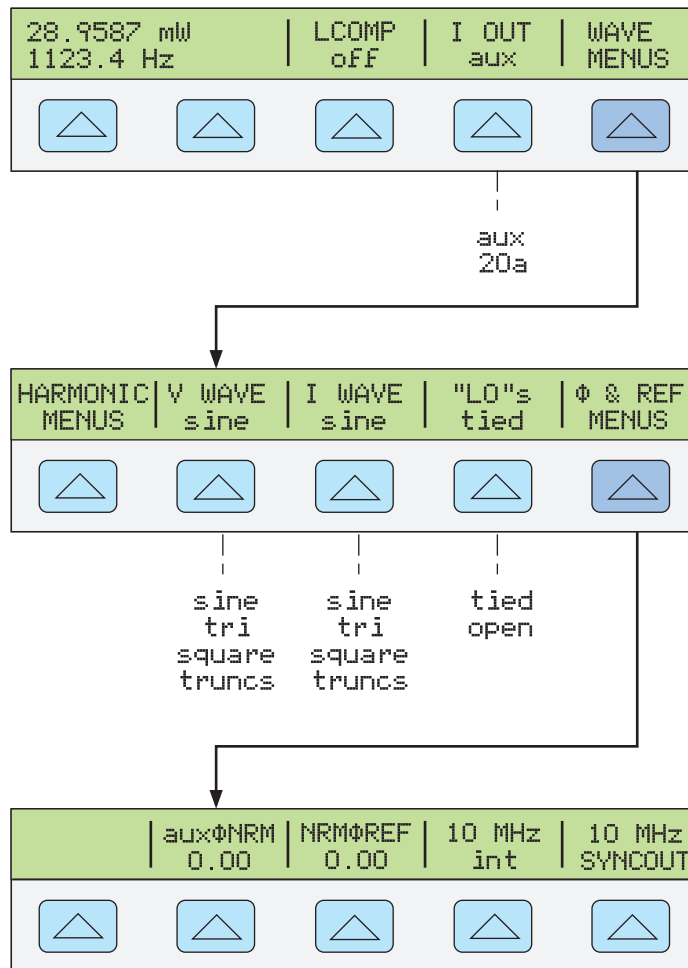 28.9587 mW | LCOMP | I OUT | WAVE
1123.4 Hz | off | aux | MENUS
aux
20a
HARMONIC | V WAVE | I WAVE | "LO"s | Φ & REF
MENUS | sine | sine | tied | MENUS
sine sine tied
tri tri open
square square
truncs truncs
| auxΦNRM | NRMΦREF | 10 MHz | 10 MHz
| 0.00 | 0.00 | int | SYNCOUT